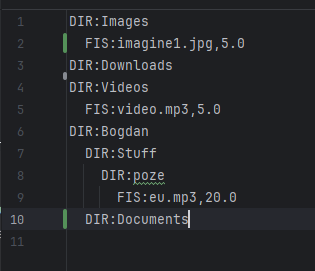 1 DIR:Images
2   FIS:imagine1.jpg,5.0
3 DIR:Downloads
4 DIR:Videos
5   FIS:video.mp3,5.0
6 DIR:Bogdan
7   DIR:Stuff
8     DIR:poze
9       FIS:eu.mp3,20.0
10   DIR:Documents
11